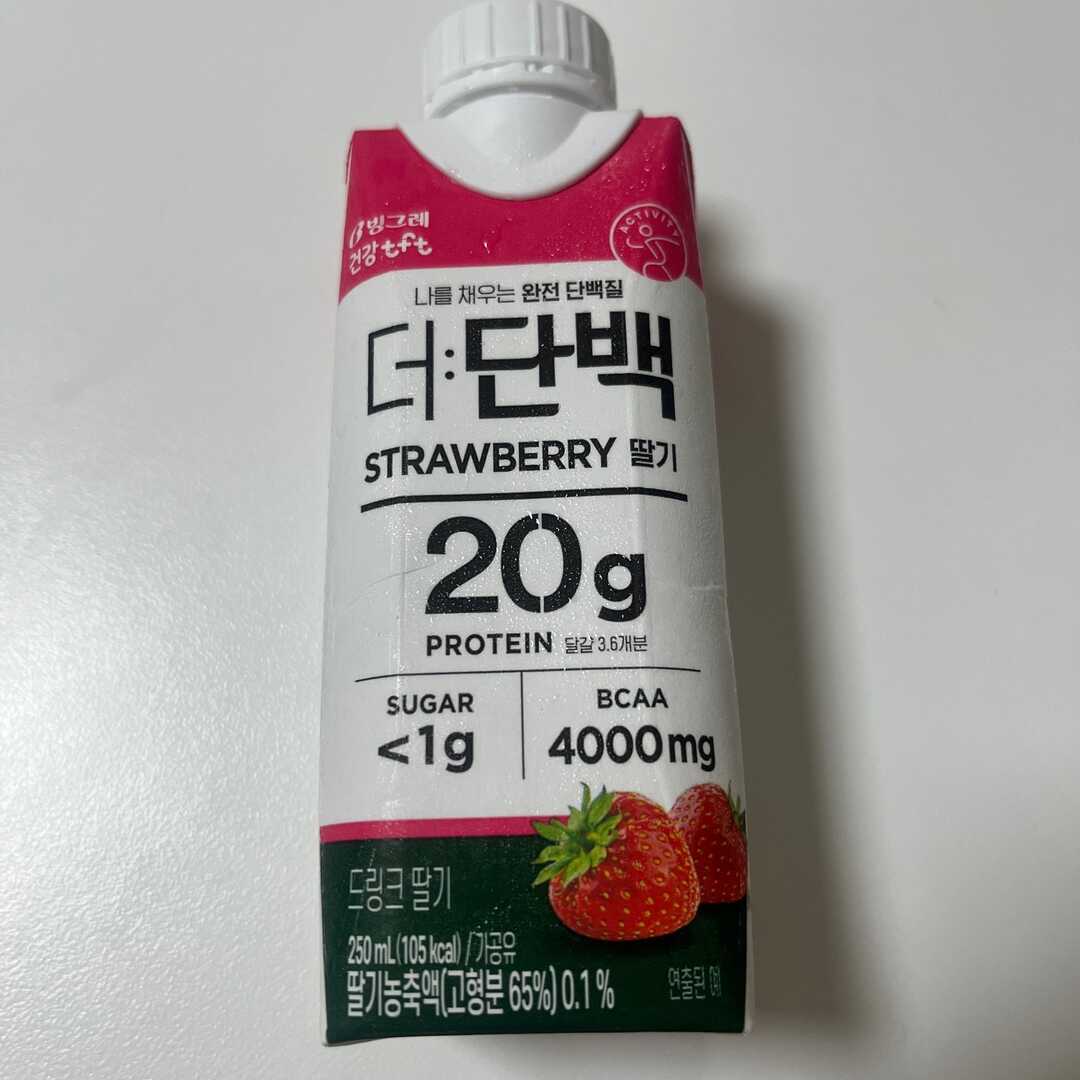 빙그레
건강tft
ACTIVITY
나를 채우는 완전 단백질
더:단백
STRAWBERRY 딸기
20g
PROTEIN 달걀 3.6개분
SUGAR
<1g
BCAA
4000mg
드링크 딸기
250 mL(105 kcal) / 가공유
딸기농축액(고형분 65%) 0.1 %
연출된